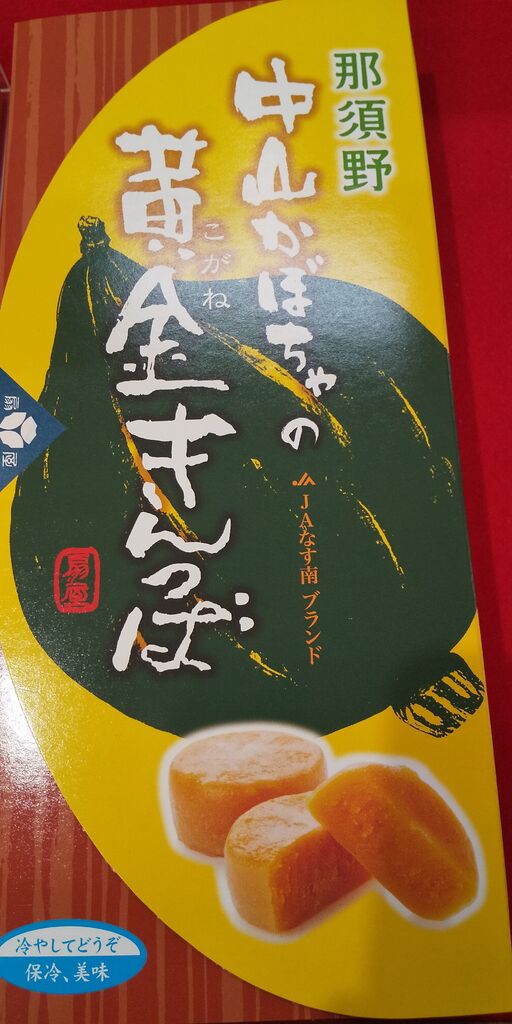 那須野
中山かぼちゃの
黄金きんつば
こがね
JAなす南 ブランド
扇屋
扇屋
冷やしてどうぞ
保冷、美味